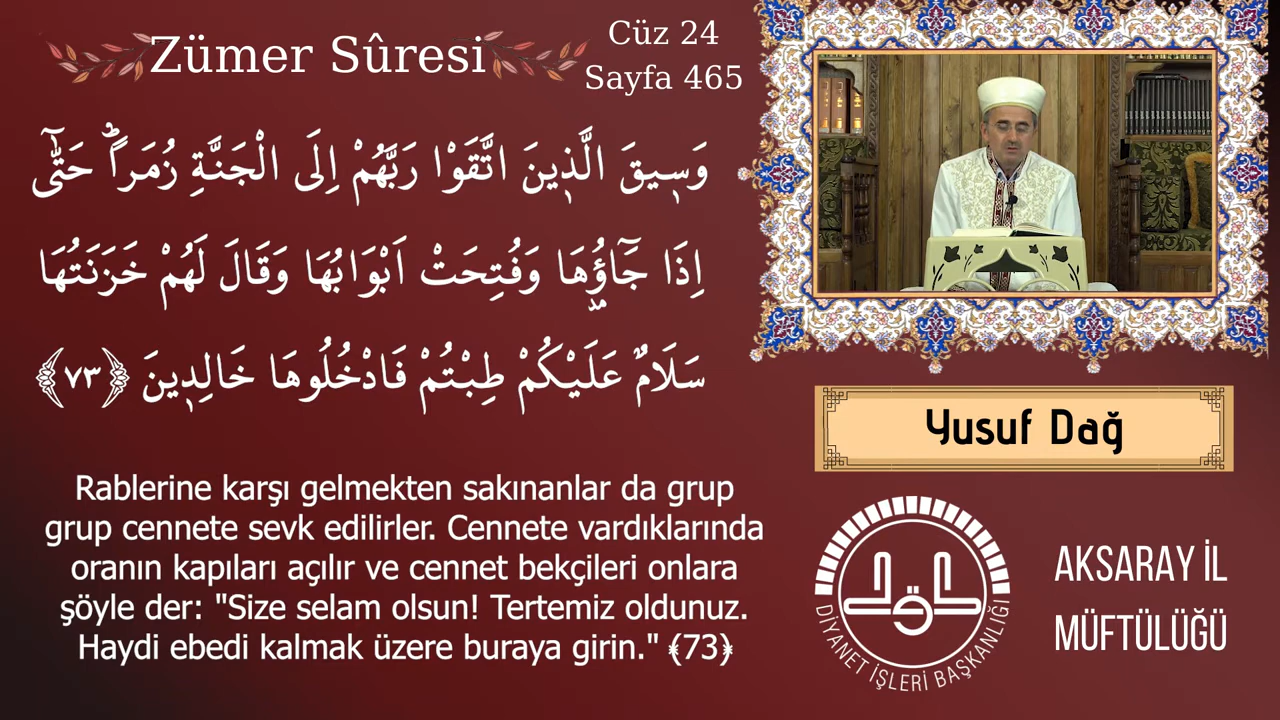 Zümer Sûresi
Cüz 24
Sayfa 465
وَسٖيقَ الَّذٖينَ اتَّقَوْا رَبَّهُمْ اِلَى الْجَنَّةِ زُمَراًؕ حَتّٰٓى
اِذَا جَٓاؤُ۫هَا وَفُتِحَتْ اَبْوَابُهَا وَقَالَ لَهُمْ خَزَنَتُهَا
سَلَامٌ عَلَيْكُمْ طِبْتُمْ فَادْخُلُوهَا خَالِدٖينَ ﴿٧٣﴾
Rablerine karşı gelmekten sakınanlar da grup
grup cennete sevk edilirler. Cennete vardıklarında
oranın kapıları açılır ve cennet bekçileri onlara
şöyle der: "Size selam olsun! Tertemiz oldunuz.
Haydi ebedi kalmak üzere buraya girin." ﴾73﴿
Yusuf Dağ
DİYANET İŞLERİ BAŞKANLIĞI
AKSARAY İL
MÜFTÜLÜĞÜ